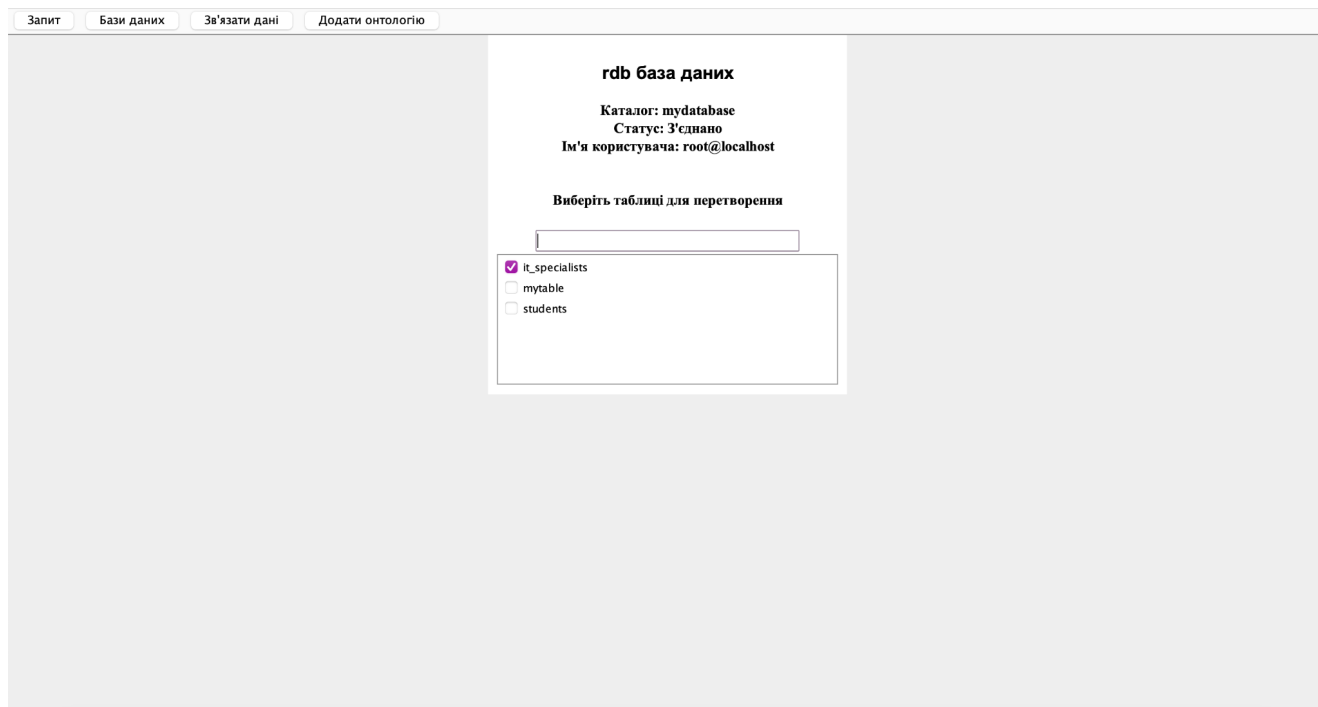 Запит Бази даних Зв'язати дані Додати онтологію
rdb база даних
Каталог: mydatabase
Статус: З'єднано
Ім'я користувача: root@localhost
Виберіть таблиці для перетворення
it_specialists
mytable
students